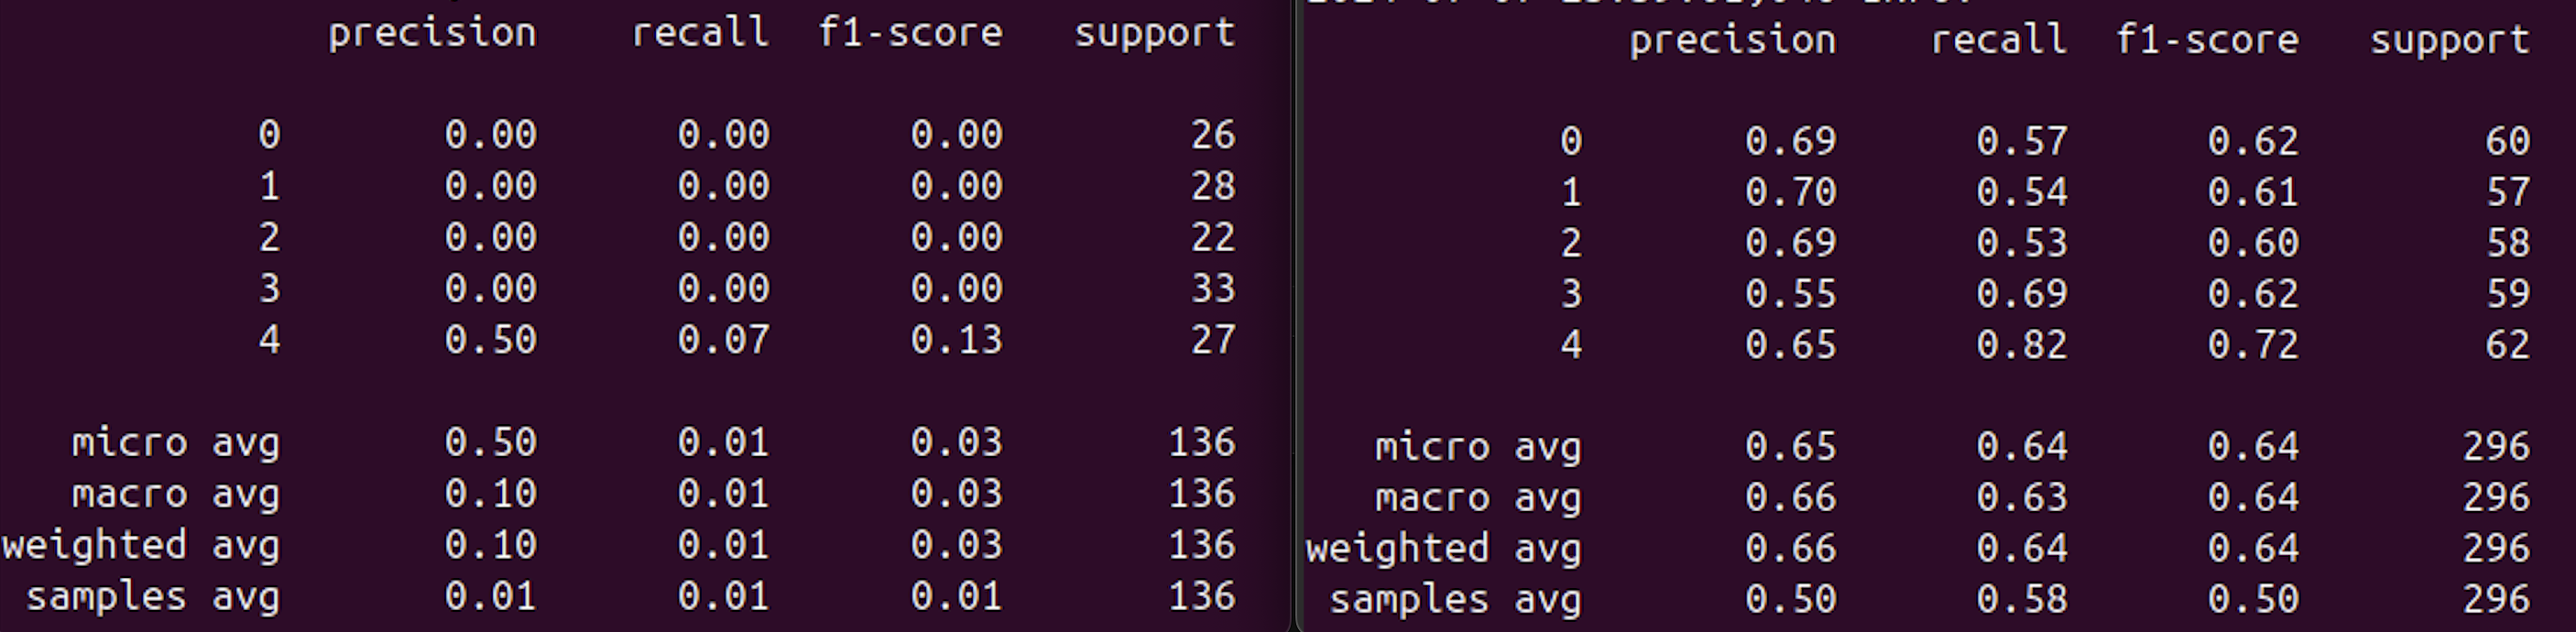 precision recall f1-score support
0 0.00 0.00 0.00 26
1 0.00 0.00 0.00 28
2 0.00 0.00 0.00 22
3 0.00 0.00 0.00 33
4 0.50 0.07 0.13 27
micro avg 0.50 0.01 0.03 136
macro avg 0.10 0.01 0.03 136
weighted avg 0.10 0.01 0.03 136
samples avg 0.01 0.01 0.01 136
precision recall f1-score support
0 0.69 0.57 0.62 60
1 0.70 0.54 0.61 57
2 0.69 0.53 0.60 58
3 0.55 0.69 0.62 59
4 0.65 0.82 0.72 62
micro avg 0.65 0.64 0.64 296
macro avg 0.66 0.63 0.64 296
weighted avg 0.66 0.64 0.64 296
samples avg 0.50 0.58 0.50 296